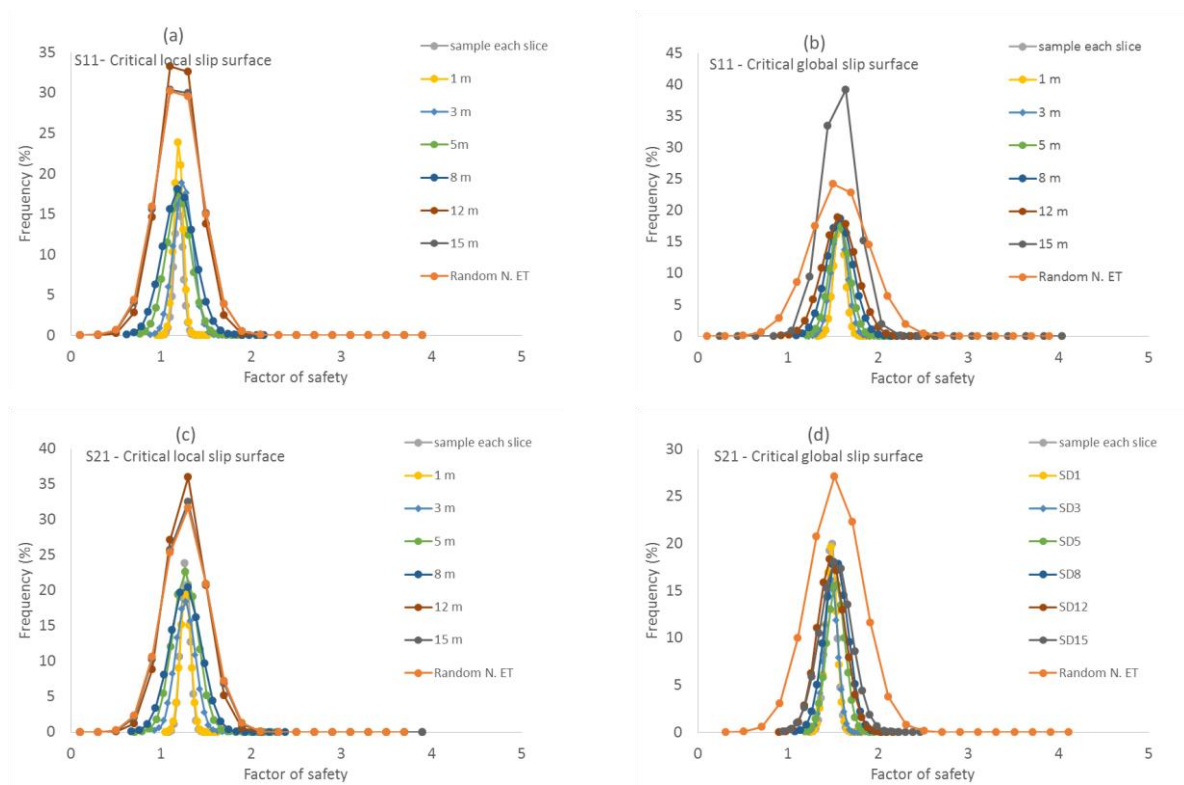 (a)
S11- Critical local slip surface
Frequency (%)
35
30
25
20
15
10
5
0
0 1 2 3 4 5
Factor of safety
sample each slice
1 m
3 m
5m
8 m
12 m
15 m
Random N. ET
(b)
S11 - Critical global slip surface
Frequency (%)
45
40
35
30
25
20
15
10
5
0
0 1 2 3 4 5
Factor of safety
sample each slice
1 m
3 m
5 m
8 m
12 m
15 m
Random N. ET
(c)
S21 - Critical local slip surface
Frequency (%)
40
35
30
25
20
15
10
5
0
0 1 2 3 4 5
Factor of safety
sample each slice
1 m
3 m
5 m
8 m
12 m
15 m
Random N. ET
(d)
S21 - Critical global slip surface
Frequency (%)
30
25
20
15
10
5
0
0 1 2 3 4 5
Factor of safety
sample each slice
SD1
SD3
SD5
SD8
SD12
SD15
Random N. ET